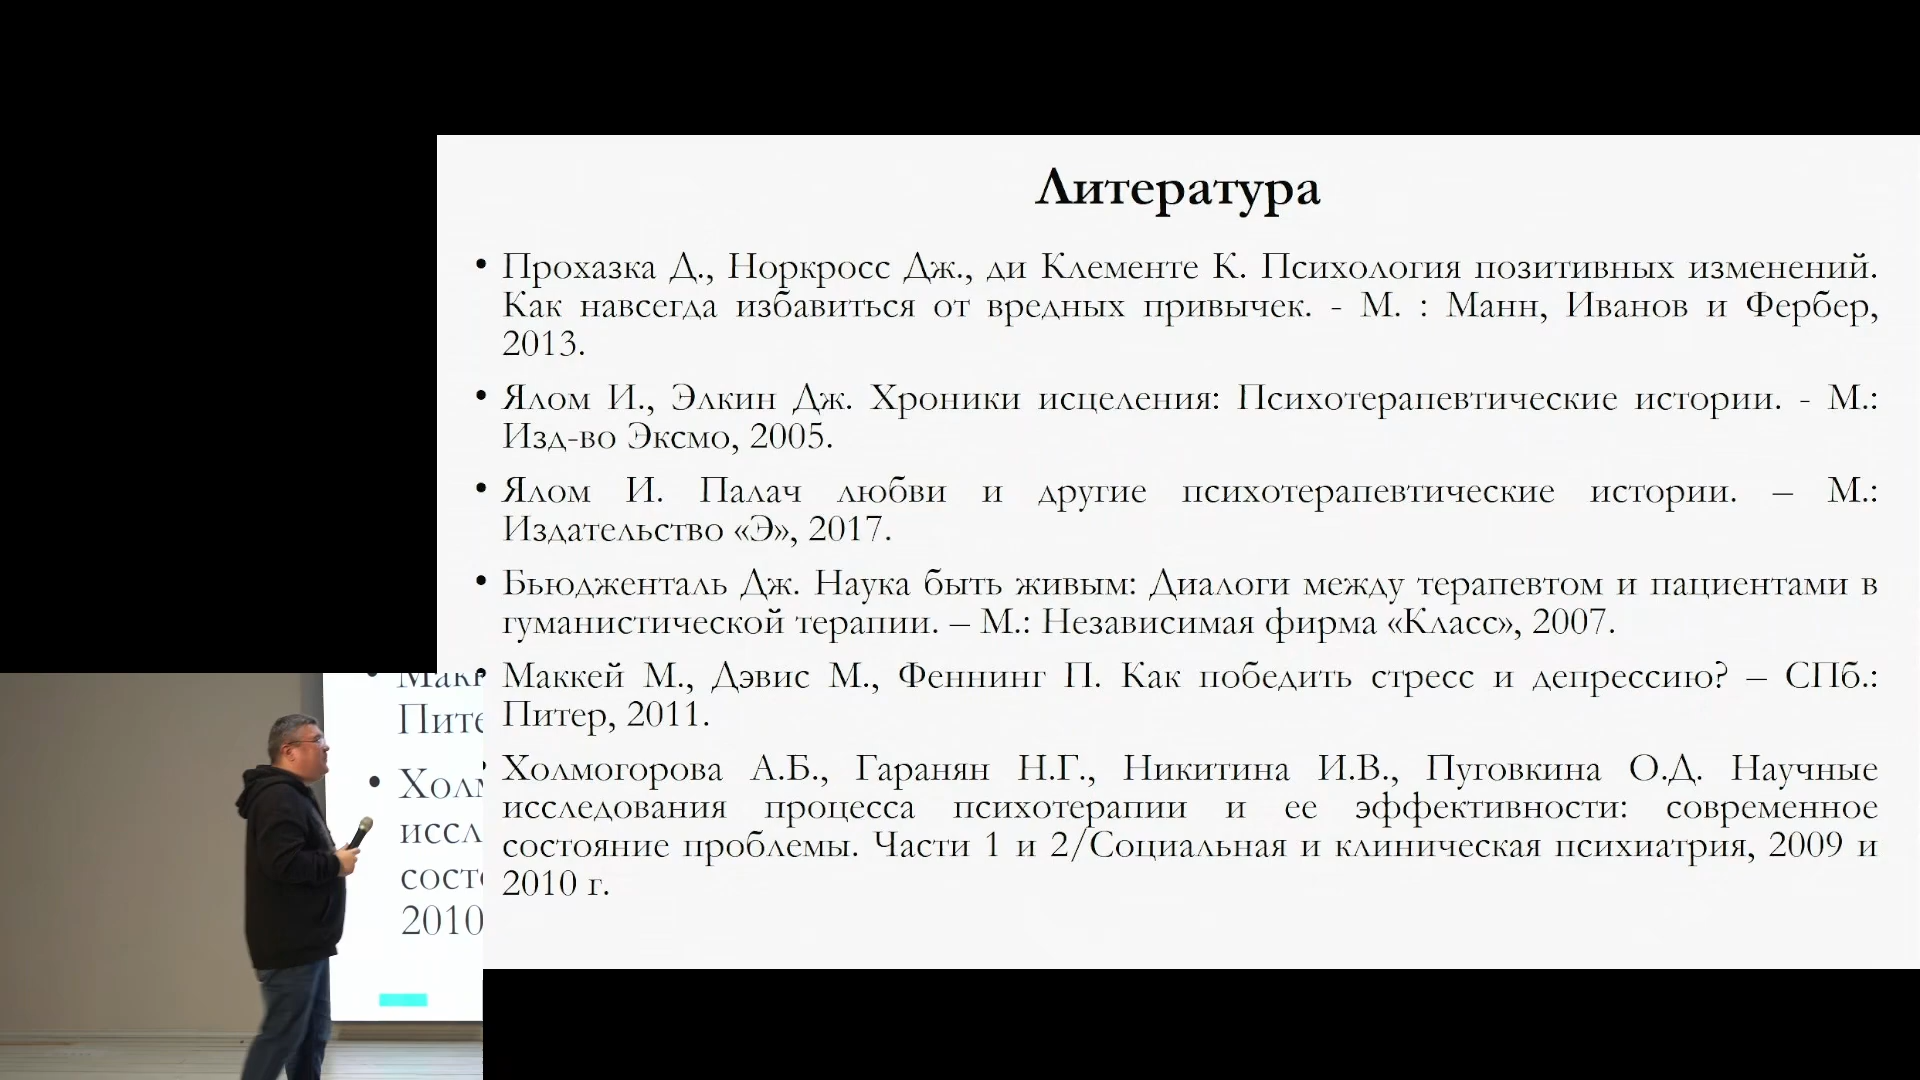 Литература
• Прохазка Д., Норкросс Дж., ди Клементе К. Психология позитивных изменений.
Как навсегда избавиться от вредных привычек. - М. : Манн, Иванов и Фербер,
2013.
• Ялом И., Элкин Дж. Хроники исцеления: Психотерапевтические истории. - М.:
Изд-во Эксмо, 2005.
• Ялом И. Палач любви и другие психотерапевтические истории. – М.:
Издательство «Э», 2017.
• Бьюдженталь Дж. Наука быть живым: Диалоги между терапевтом и пациентами в
гуманистической терапии. – М.: Независимая фирма «Класс», 2007.
• Маккей М., Дэвис М., Феннинг П. Как победить стресс и депрессию? – СПб.:
Питер, 2011.
Холмогорова А.Б., Гаранян Н.Г., Никитина И.В., Пуговкина О.Д. Научные
исследования процесса психотерапии и ее эффективности: современное
состояние проблемы. Части 1 и 2/Социальная и клиническая психиатрия, 2009 и
2010 г.
Пите
• Хол
иссл
сост
2010